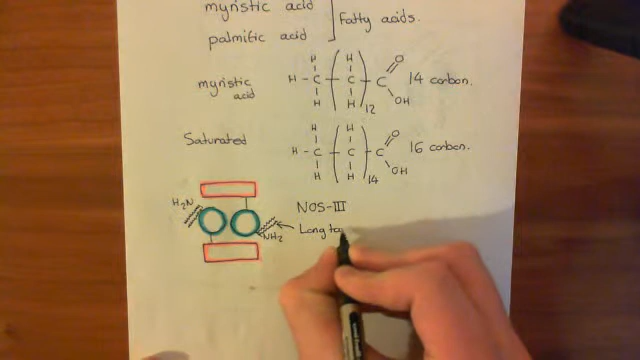 myristic acid
palmitic acid
Fatty acids.
myristic acid
H
H
H - C - C - C
O
OH
H
H
12
14 carbon.
Saturated
H
H
H - C - C - C
O
OH
H
H
14
16 carbon.
H2N
NH2
NOS-III
Long ta